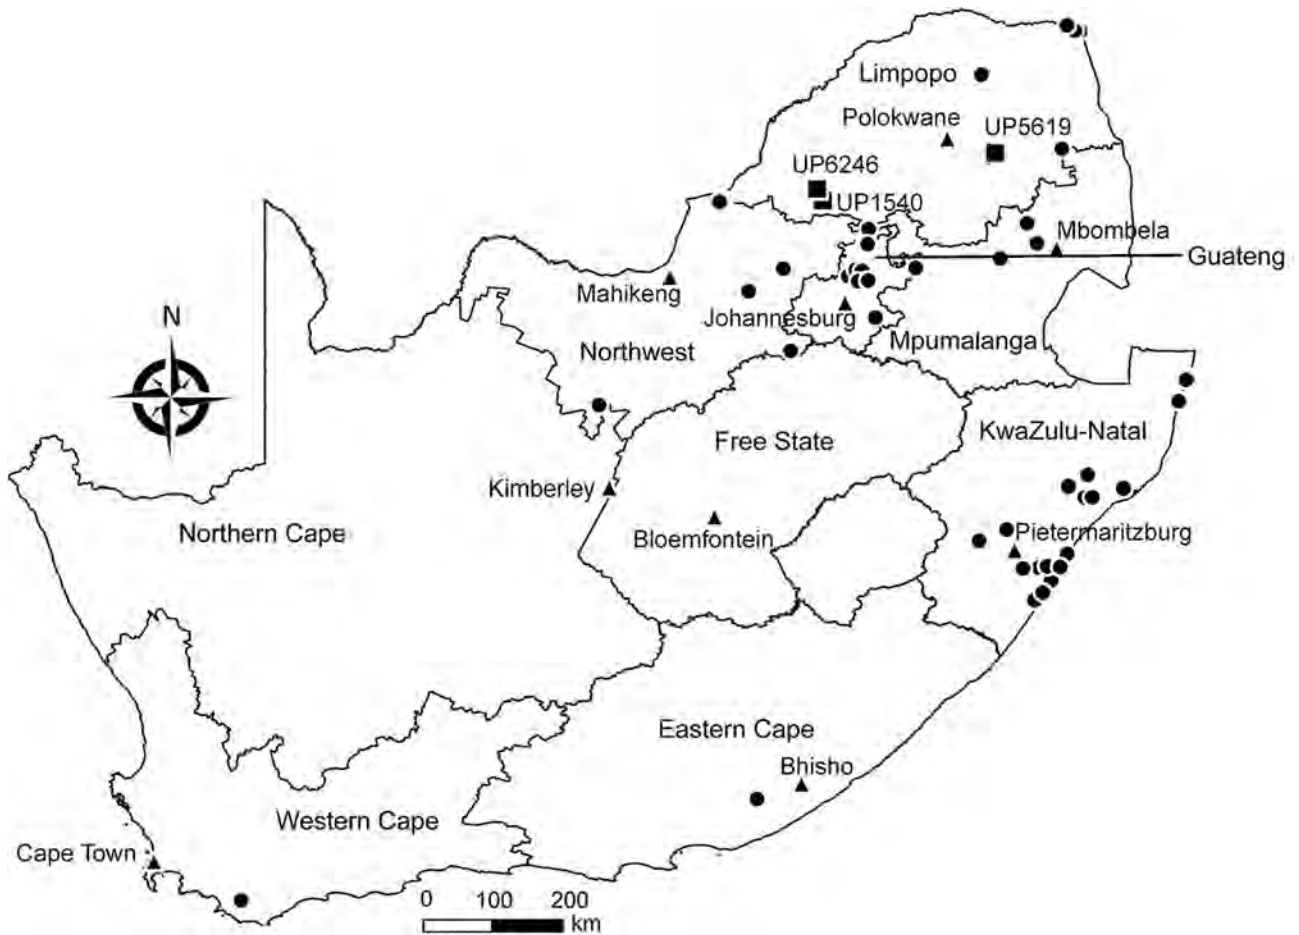 Limpopo
Polokwane
UP5619
UP6246
UP1540
Mbombela
Guateng
Mahikeng
Johannesburg
Northwest
Mpumalanga
N
Free State
KwaZulu-Natal
Kimberley
Northern Cape
Bloemfontein
Pietermaritzburg
Eastern Cape
Bhisho
Western Cape
Cape Town
0 100 200
km